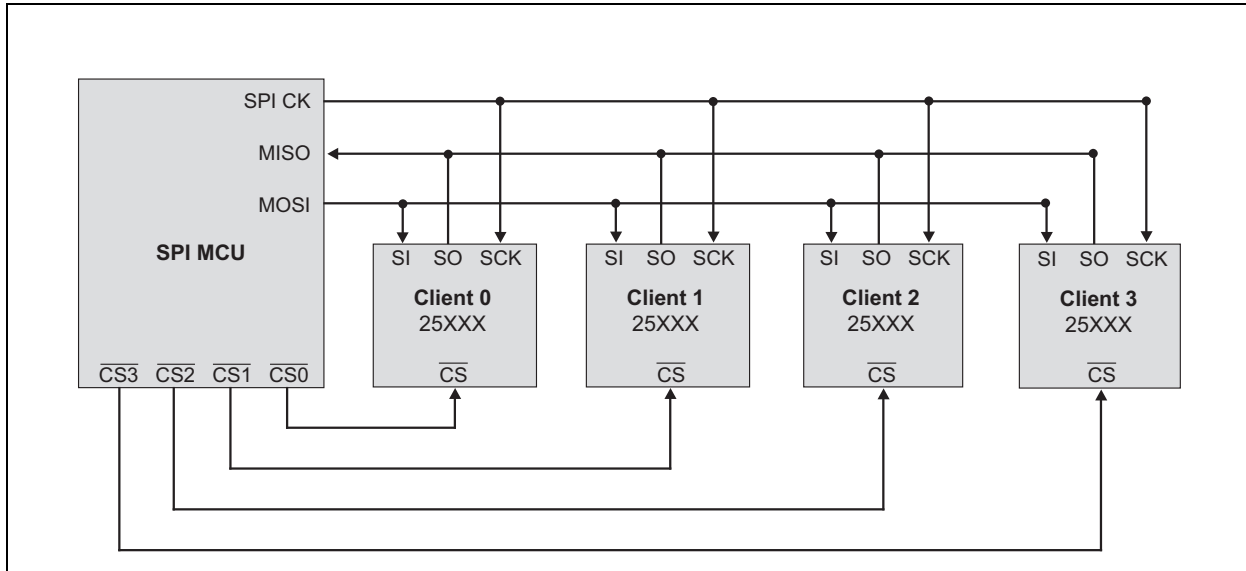 SPI CK
MISO
MOSI
SPI MCU
CS3 CS2 CS1 CS0
SI SO SCK
Client 0
25XXX
CS
SI SO SCK
Client 1
25XXX
CS
SI SO SCK
Client 2
25XXX
CS
SI SO SCK
Client 3
25XXX
CS